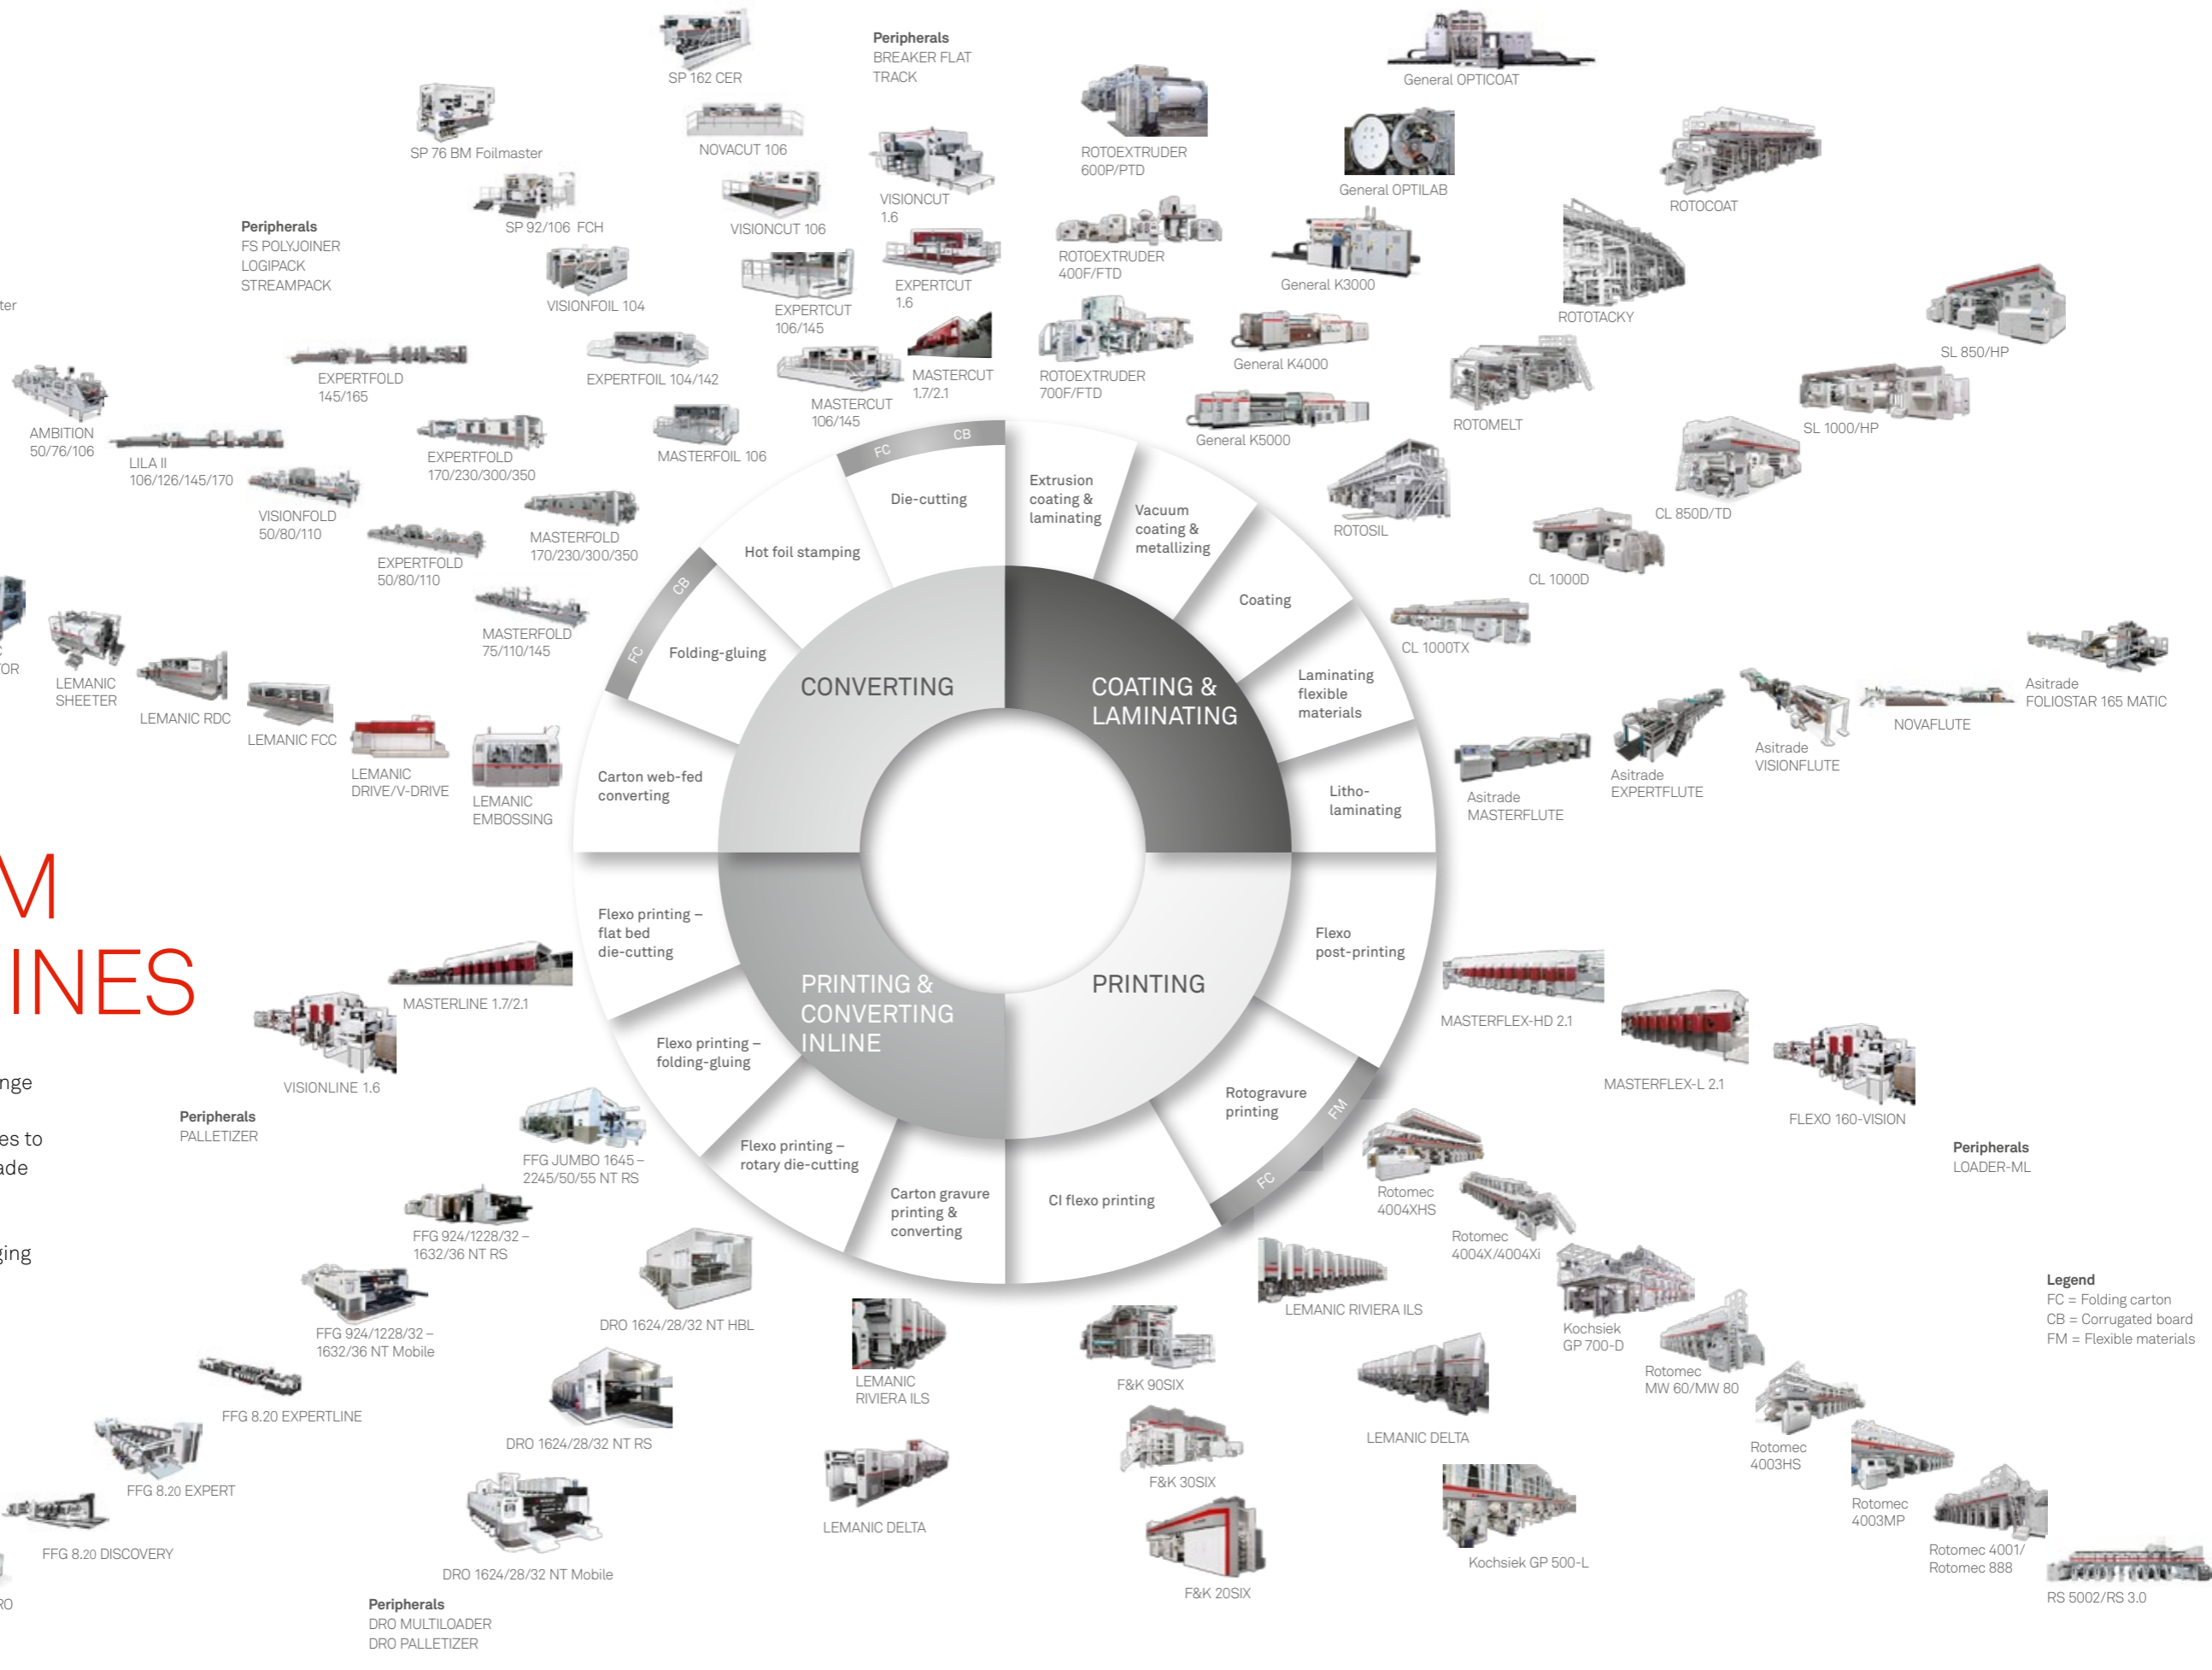 SP 162 CER
Peripherals
BREAKER FLAT
TRACK
General OPTICOAT
SP 76 BM Foilmaster
NOVACUT 106
ROTOEXTRUDER
600P/PTD
General OPTILAB
ROTOCOAT
SP 92/106 FCH
VISIONCUT 106
VISIONCUT
1.6
Peripherals
FS POLYJOINER
LOGIPACK
STREAMPACK
ROTOEXTRUDER
400F/FTD
General K3000
ter
VISIONFOIL 104
EXPERTCUT
106/145
EXPERTCUT
1.6
ROTOTACKY
SL 850/HP
EXPERTFOLD
145/165
EXPERTFOIL 104/142
MASTERCUT
106/145
MASTERCUT
1.7/2.1
ROTOEXTRUDER
700F/FTD
General K4000
General K5000
ROTOMELT
SL 1000/HP
AMBITION
50/76/106
LILA II
106/126/145/170
EXPERTFOLD
170/230/300/350
MASTERFOIL 106
VISIONFOLD
50/80/110
EXPERTFOLD
50/80/110
MASTERFOLD
170/230/300/350
ROTOSIL
CL 850D/TD
CL 1000D
CL 1000TX
MASTERFOLD
75/110/145
C
OR
LEMANIC
SHEETER
LEMANIC RDC
LEMANIC FCC
LEMANIC
DRIVE/V-DRIVE
LEMANIC
EMBOSSING
Asitrade
MASTERFLUTE
Asitrade
EXPERTFLUTE
Asitrade
VISIONFLUTE
NOVAFLUTE
Asitrade
FOLIOSTAR 165 MATIC
FC
CB
Die-cutting
Extrusion
coating &
laminating
Vacuum
coating &
metallizing
Hot foil stamping
Coating
FC
CB
Folding-gluing
Laminating
flexible
materials
CONVERTING
COATING &
LAMINATING
Carton web-fed
converting
Litho-
laminating
Flexo printing –
flat bed
die-cutting
Flexo
post-printing
PRINTING &
CONVERTING
INLINE
PRINTING
Flexo printing –
folding-gluing
Rotogravure
printing
FM
FC
Flexo printing –
rotary die-cutting
Carton gravure
printing &
converting
CI flexo printing
M
INES
nge
es to
ade
ging
MASTERLINE 1.7/2.1
VISIONLINE 1.6
Peripherals
PALLETIZER
MASTERFLEX-HD 2.1
MASTERFLEX-L 2.1
FLEXO 160-VISION
Peripherals
LOADER-ML
FFG JUMBO 1645 –
2245/50/55 NT RS
FFG 924/1228/32 –
1632/36 NT RS
FFG 924/1228/32 –
1632/36 NT Mobile
FFG 8.20 EXPERTLINE
FFG 8.20 EXPERT
FFG 8.20 DISCOVERY
RO
DRO 1624/28/32 NT HBL
DRO 1624/28/32 NT RS
DRO 1624/28/32 NT Mobile
Peripherals
DRO MULTILOADER
DRO PALLETIZER
LEMANIC
RIVIERA ILS
LEMANIC DELTA
F&K 90SIX
F&K 30SIX
F&K 20SIX
LEMANIC RIVIERA ILS
LEMANIC DELTA
Kochsiek GP 500-L
Rotomec
4004XHS
Rotomec
4004X/4004Xi
Kochsiek
GP 700-D
Rotomec
MW 60/MW 80
Rotomec
4003HS
Rotomec
4003MP
Rotomec 4001/
Rotomec 888
RS 5002/RS 3.0
Legend
FC = Folding carton
CB = Corrugated board
FM = Flexible materials